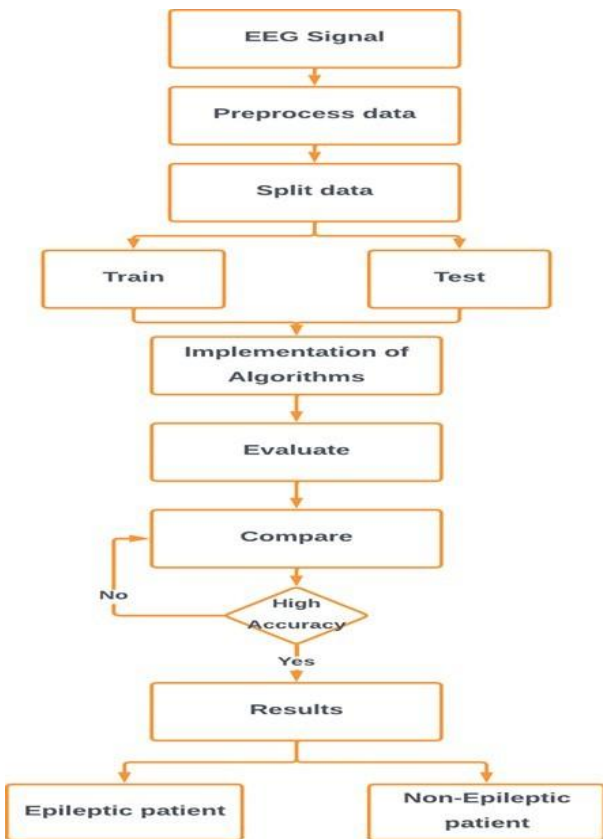 EEG Signal
Preprocess data
Split data
Train
Test
Implementation of
Algorithms
Evaluate
Compare
No
High
Accuracy
Yes
Results
Epileptic patient
Non-Epileptic
patient